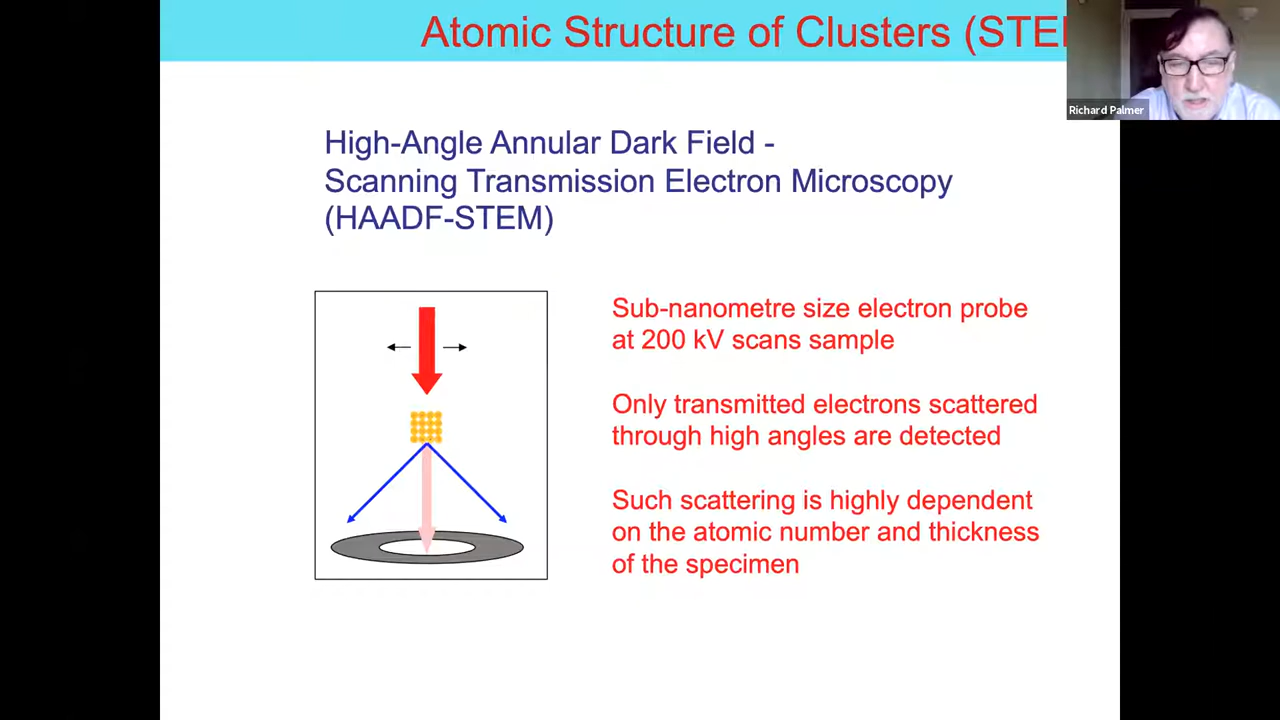 Atomic Structure of Clusters (STE
Richard Palmer
High-Angle Annular Dark Field -
Scanning Transmission Electron Microscopy
(HAADF-STEM)
Sub-nanometre size electron probe
at 200 kV scans sample
Only transmitted electrons scattered
through high angles are detected
Such scattering is highly dependent
on the atomic number and thickness
of the specimen